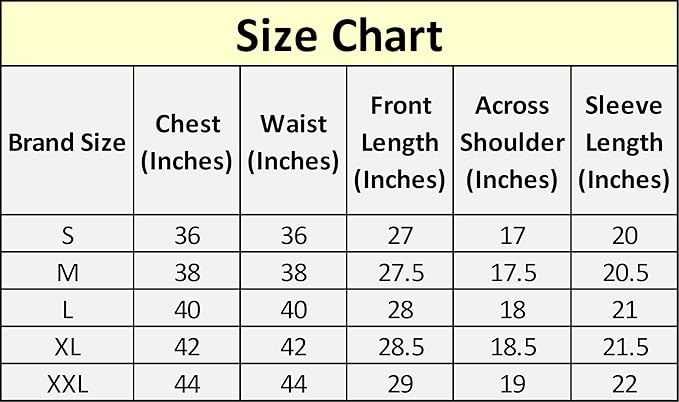 Size Chart
Brand Size Chest (Inches) Waist (Inches) Front Length (Inches) Across Shoulder (Inches) Sleeve Length (Inches)
S 36 36 27 17 20
M 38 38 27.5 17.5 20.5
L 40 40 28 18 21
XL 42 42 28.5 18.5 21.5
XXL 44 44 29 19 22